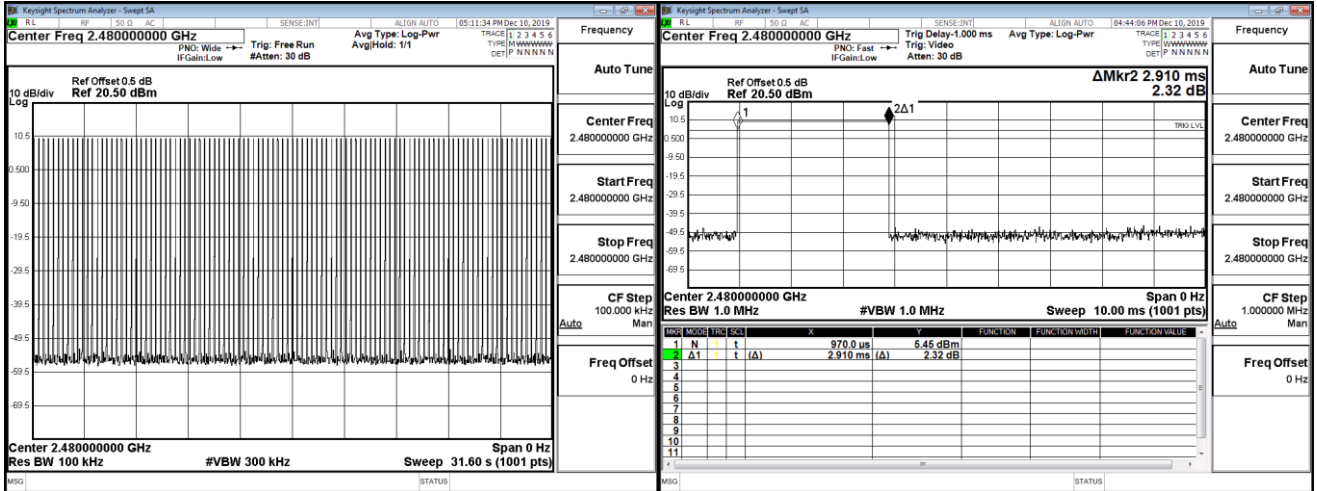 Keysight Spectrum Analyzer - Swept SA
RL RF 50 Ω AC SENSE:INT ALIGN AUTO 05:11:34 PM Dec 10, 2019
Center Freq 2.480000000 GHz
PNO: Wide
IFGain:Low
Trig: Free Run
#Atten: 30 dB
Avg Type: Log-Pwr
Avg|Hold: 1/1
TRACE 1 2 3 4 5 6
TYPE M WWWWW
DET P N N N N N
Ref Offset 0.5 dB
10 dB/div Ref 20.50 dBm
Log
10.5
0.500
-9.50
-19.5
-29.5
-39.5
-49.5
-59.5
-69.5
Center 2.480000000 GHz Span 0 Hz
Res BW 100 kHz #VBW 300 kHz Sweep 31.60 s (1001 pts)
MSG STATUS
Frequency
Auto Tune
Center Freq
2.480000000 GHz
Start Freq
2.480000000 GHz
Stop Freq
2.480000000 GHz
CF Step
100.000 kHz
Auto Man
Freq Offset
0 Hz
Keysight Spectrum Analyzer - Swept SA
RL RF 50 Ω AC SENSE:INT ALIGN AUTO 04:44:06 PM Dec 10, 2019
Center Freq 2.480000000 GHz
PNO: Fast
IFGain:Low
Trig Delay-1.000 ms
Trig: Video
Atten: 30 dB
Avg Type: Log-Pwr
TRACE 1 2 3 4 5 6
TYPE WWWWWW
DET P N N N N N
ΔMkr2 2.910 ms
2.32 dB
Ref Offset 0.5 dB
10 dB/div Ref 20.50 dBm
Log
1
2Δ1
TRIG LVL
10.5
0.500
-9.50
-19.5
-29.5
-39.5
-49.5
-59.5
-69.5
Center 2.480000000 GHz Span 0 Hz
Res BW 1.0 MHz #VBW 1.0 MHz Sweep 10.00 ms (1001 pts)
MKR MODE TRC SCL X Y FUNCTION FUNCTION WIDTH FUNCTION VALUE
1 N 1 t 970.0 us 5.45 dBm
2 Δ1 1 t (Δ) 2.910 ms (Δ) 2.32 dB
3
4
5
6
7
8
9
10
11
MSG STATUS
Frequency
Auto Tune
Center Freq
2.480000000 GHz
Start Freq
2.480000000 GHz
Stop Freq
2.480000000 GHz
CF Step
1.000000 MHz
Auto Man
Freq Offset
0 Hz